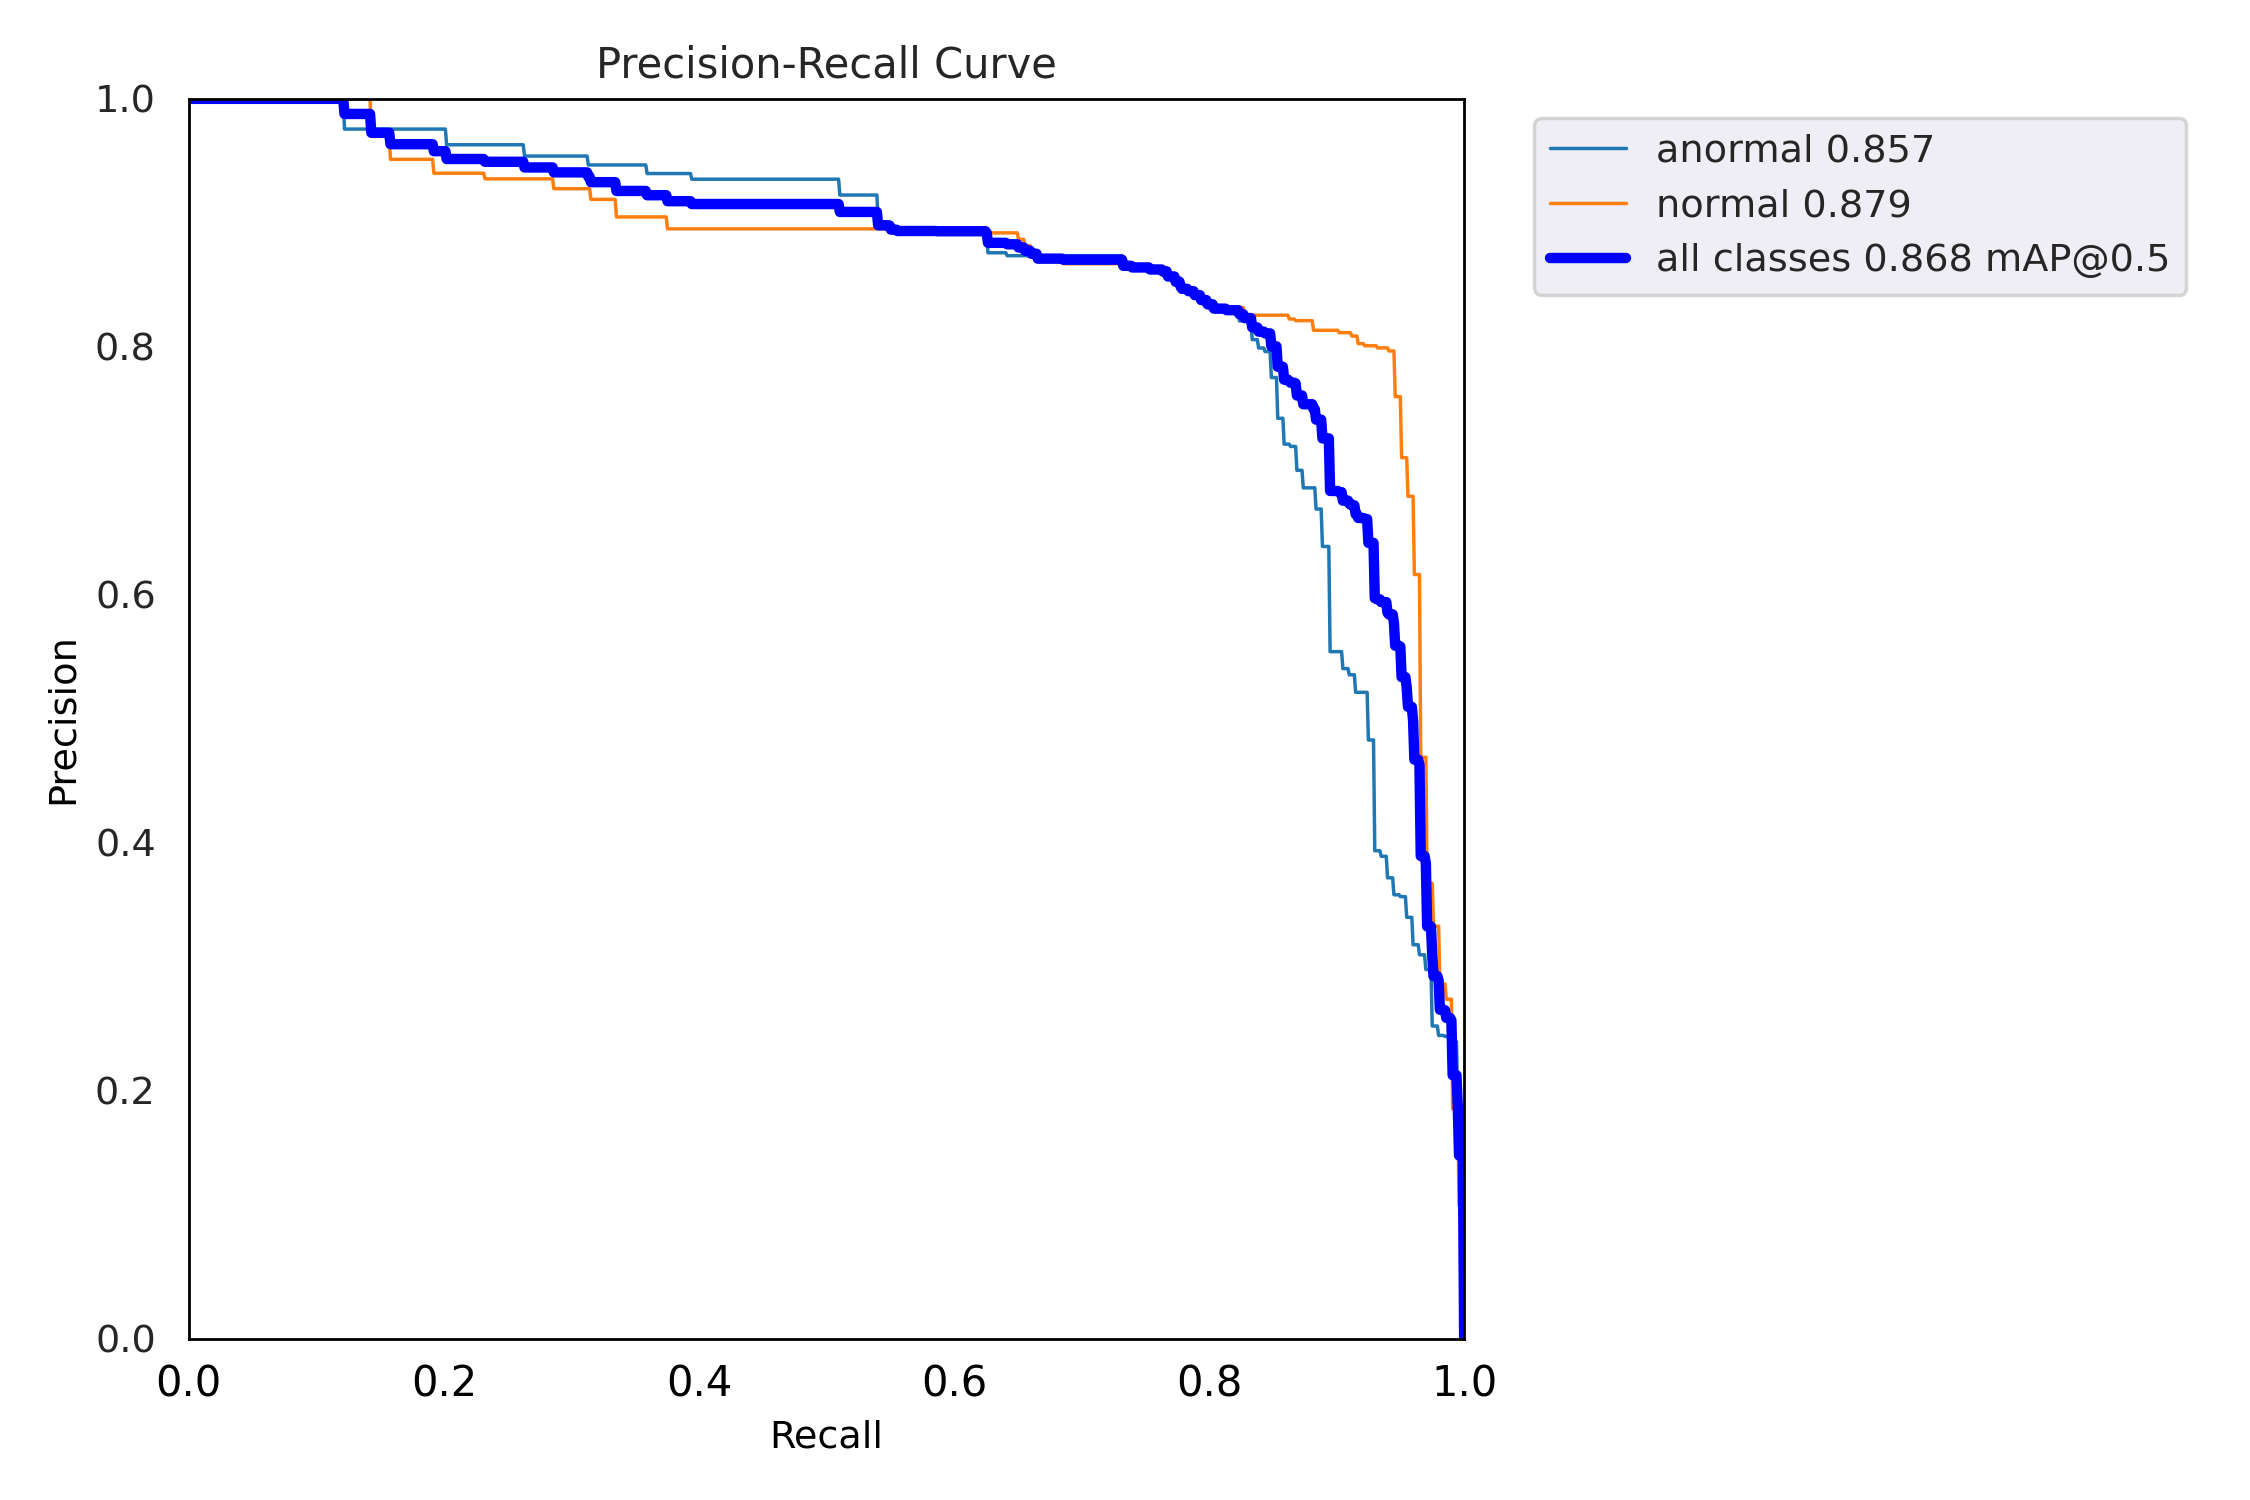 Precision-Recall Curve
1.0
0.8
0.6
0.4
0.2
0.0
Precision
0.0 0.2 0.4 0.6 0.8 1.0
Recall
anormal 0.857
normal 0.879
all classes 0.868 mAP@0.5